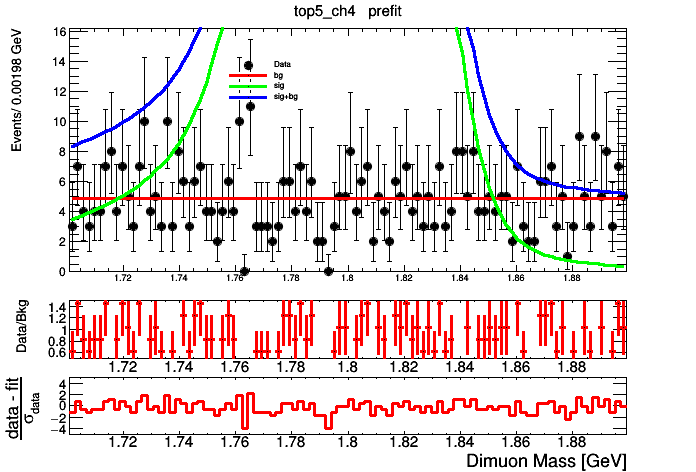 top5_ch4 prefit
Events/ 0.00198 GeV
16
14
12
10
8
6
4
2
0
Data
bg
sig
sig+bg
1.72 1.74 1.76 1.78 1.8 1.82 1.84 1.86 1.88
Data/Bkg
1.4
1.2
1
0.8
0.6
1.72 1.74 1.76 1.78 1.8 1.82 1.84 1.86 1.88
data - fit
σdata
4
2
0
−2
−4
1.72 1.74 1.76 1.78 1.8 1.82 1.84 1.86 1.88
Dimuon Mass [GeV]